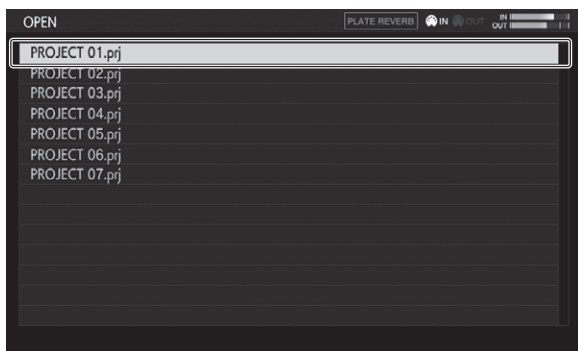 OPEN PLATE REVERB IN OUT IN
OUT
PROJECT 01.prj
PROJECT 02.prj
PROJECT 03.prj
PROJECT 04.prj
PROJECT 05.prj
PROJECT 06.prj
PROJECT 07.prj